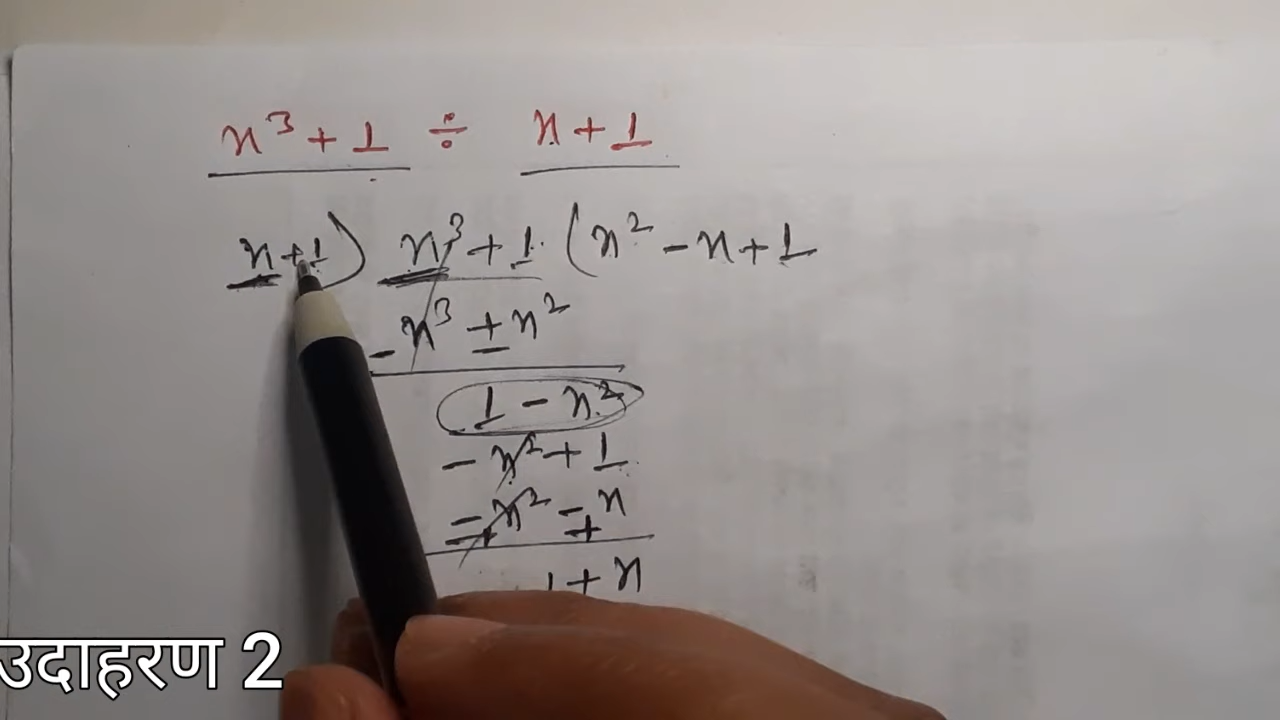 x³ + 1 ÷ x + 1
x + 1 ) x³ + 1 ( x² - x + 1
- x³ ± x²
1 - x²
- x² + 1
- x² - x
+ +
1 + x
उदाहरण 2